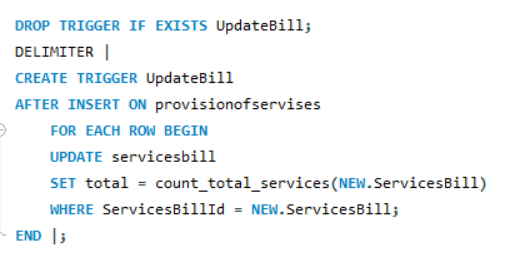 DROP TRIGGER IF EXISTS UpdateBill;
DELIMITER |
CREATE TRIGGER UpdateBill
AFTER INSERT ON provisionofservises
FOR EACH ROW BEGIN
UPDATE servicesbill
SET total = count_total_services(NEW.ServicesBill)
WHERE ServicesBillId = NEW.ServicesBill;
END |;